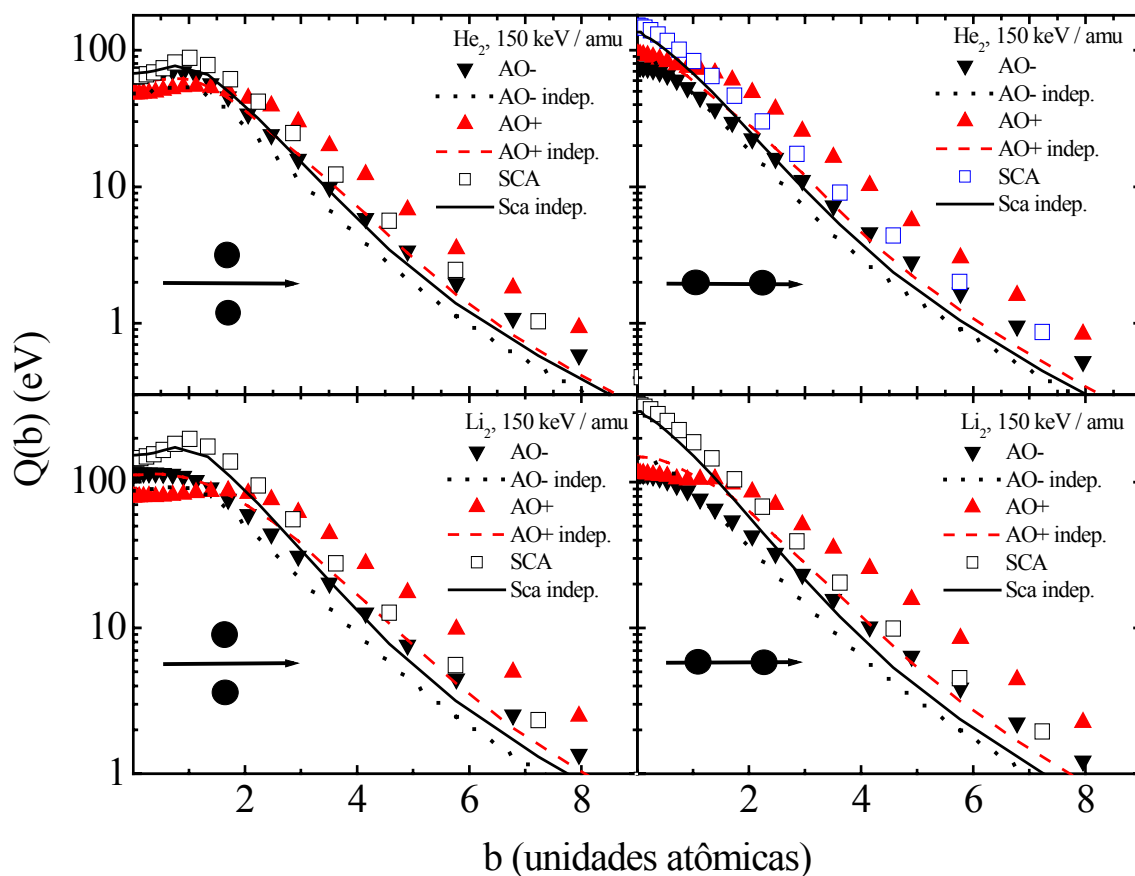 He₂, 150 keV / amu
AO-
AO- indep.
AO+
AO+ indep.
SCA
Sca indep.
100
10
1
He₂, 150 keV / amu
AO-
AO- indep.
AO+
AO+ indep.
SCA
Sca indep.
Q(b) (eV)
Li₂, 150 keV / amu
AO-
AO- indep.
AO+
AO+ indep.
SCA
Sca indep.
100
10
1
Li₂, 150 keV / amu
AO-
AO- indep.
AO+
AO+ indep.
SCA
Sca indep.
0 2 4 6 8 2 4 6 8
b (unidades atômicas)